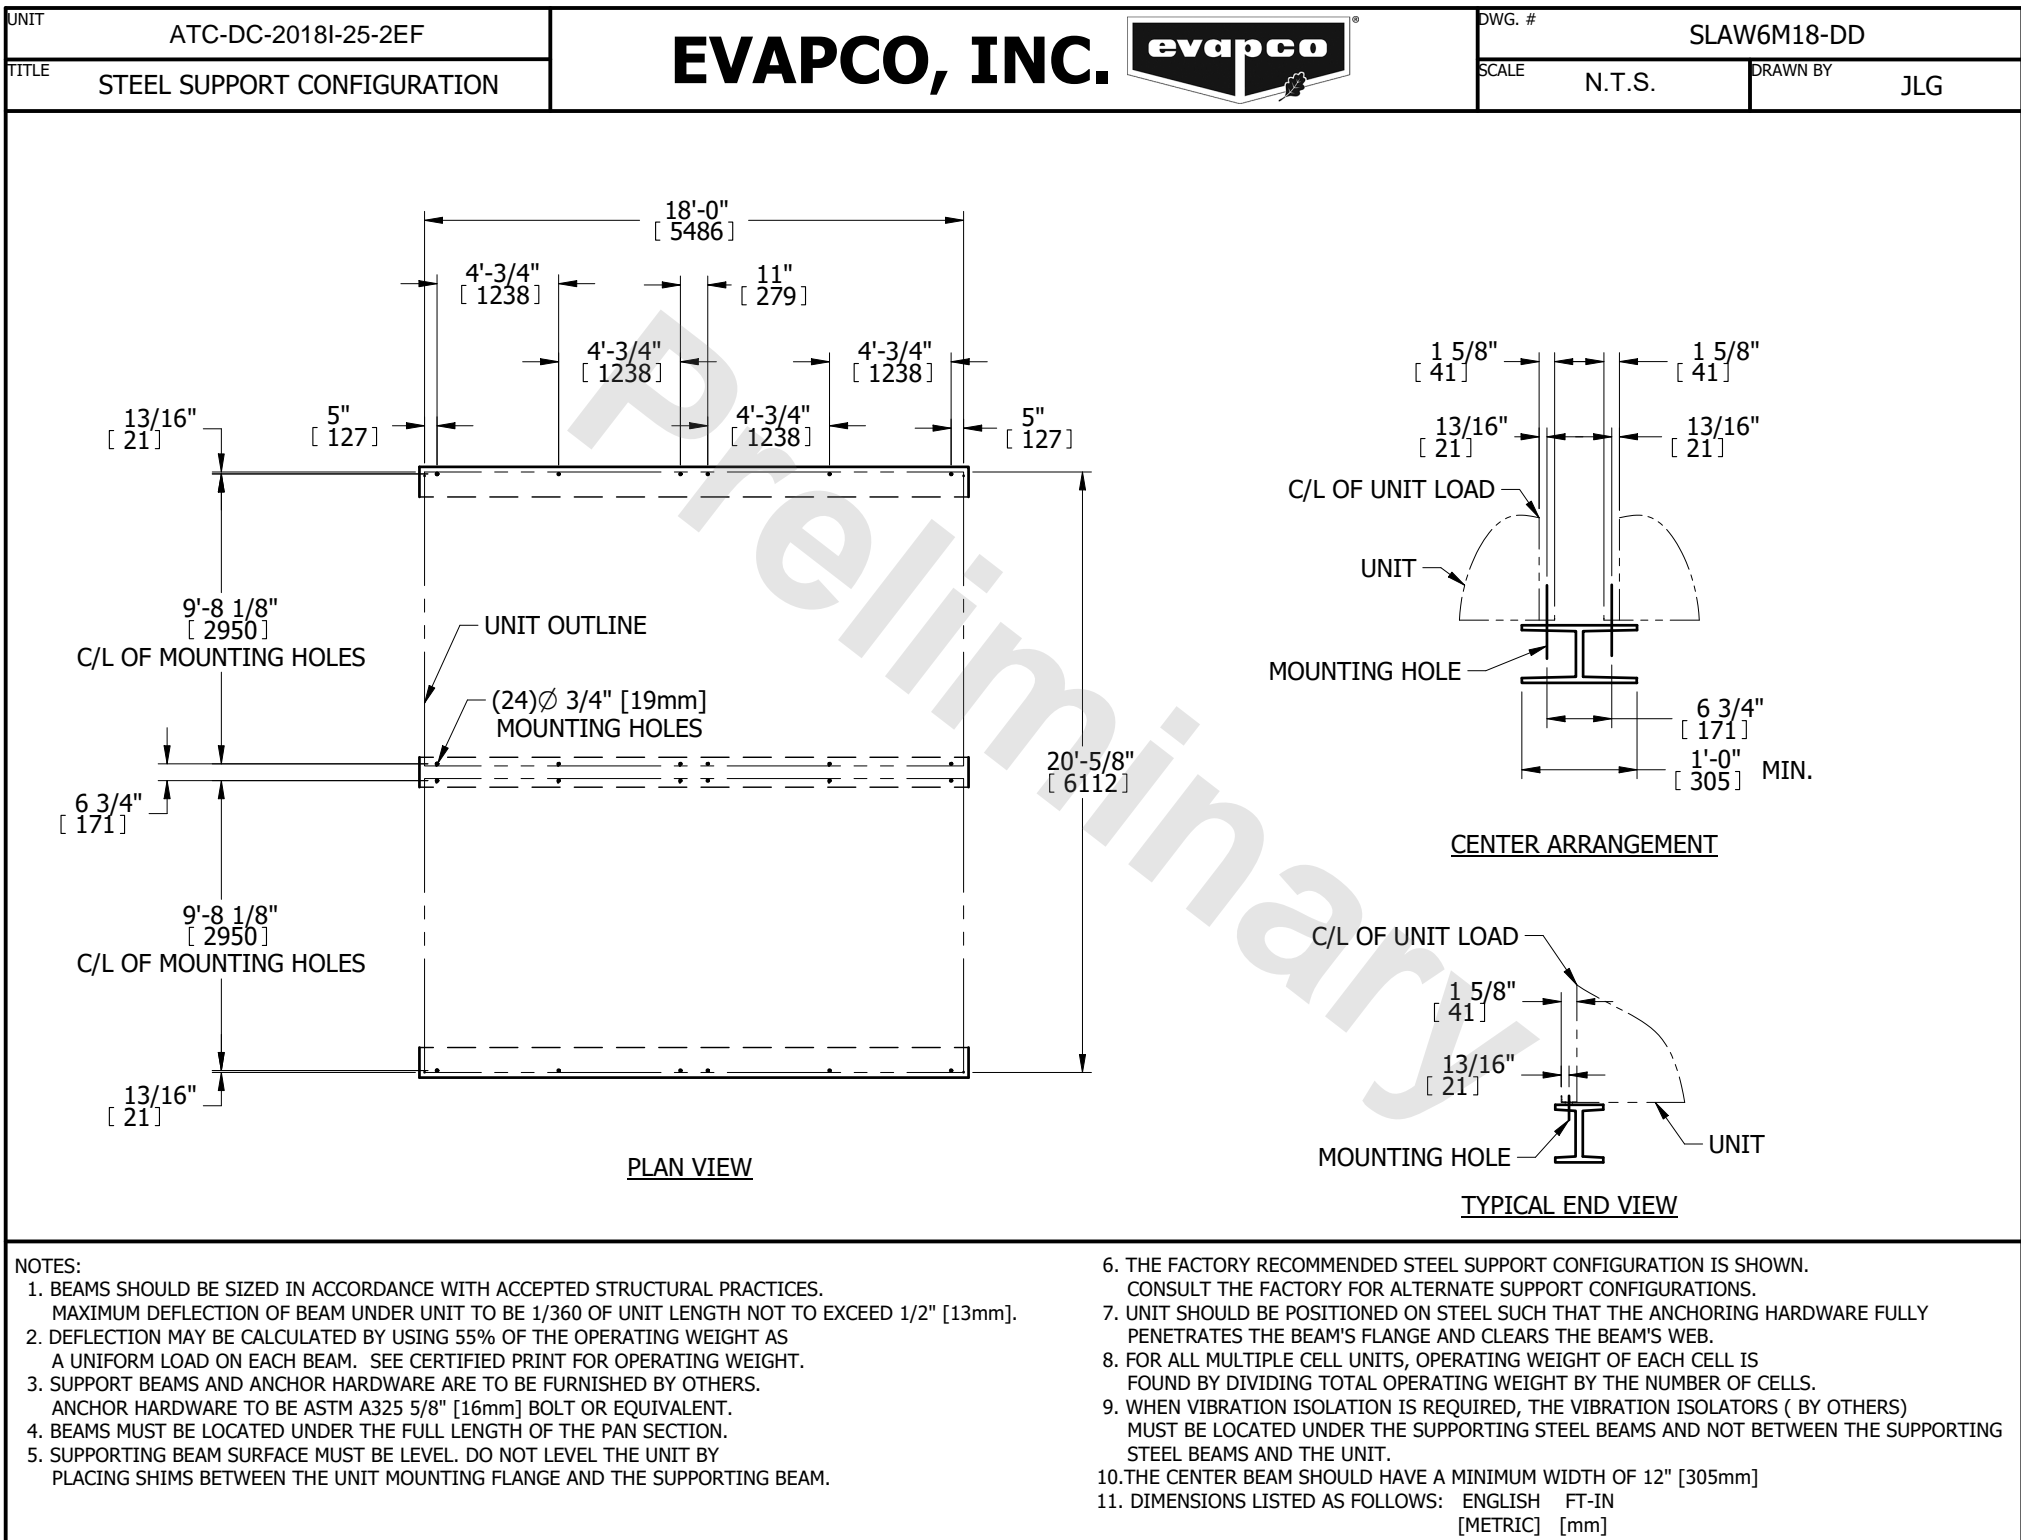 UNIT
ATC-DC-2018I-25-2EF
TITLE
STEEL SUPPORT CONFIGURATION
EVAPCO, INC.
evapco®
DWG. #
SLAW6M18-DD
SCALE
N.T.S.
DRAWN BY
JLG
18'-0"
[ 5486 ]
4'-3/4"
[ 1238 ]
11"
[ 279 ]
4'-3/4"
[ 1238 ]
4'-3/4"
[ 1238 ]
13/16"
[ 21 ]
5"
[ 127 ]
4'-3/4"
[ 1238 ]
5"
[ 127 ]
9'-8 1/8"
[ 2950 ]
C/L OF MOUNTING HOLES
UNIT OUTLINE
(24)∅ 3/4" [19mm]
MOUNTING HOLES
20'-5/8"
[ 6112 ]
6 3/4"
[ 171 ]
9'-8 1/8"
[ 2950 ]
C/L OF MOUNTING HOLES
13/16"
[ 21 ]
PLAN VIEW
Preliminary
1 5/8"
[ 41 ]
1 5/8"
[ 41 ]
13/16"
[ 21 ]
13/16"
[ 21 ]
C/L OF UNIT LOAD
UNIT
MOUNTING HOLE
6 3/4"
[ 171 ]
1'-0"
[ 305 ] MIN.
CENTER ARRANGEMENT
C/L OF UNIT LOAD
1 5/8"
[ 41 ]
13/16"
[ 21 ]
MOUNTING HOLE
UNIT
TYPICAL END VIEW
NOTES:
1. BEAMS SHOULD BE SIZED IN ACCORDANCE WITH ACCEPTED STRUCTURAL PRACTICES.
MAXIMUM DEFLECTION OF BEAM UNDER UNIT TO BE 1/360 OF UNIT LENGTH NOT TO EXCEED 1/2" [13mm].
2. DEFLECTION MAY BE CALCULATED BY USING 55% OF THE OPERATING WEIGHT AS
A UNIFORM LOAD ON EACH BEAM. SEE CERTIFIED PRINT FOR OPERATING WEIGHT.
3. SUPPORT BEAMS AND ANCHOR HARDWARE ARE TO BE FURNISHED BY OTHERS.
ANCHOR HARDWARE TO BE ASTM A325 5/8" [16mm] BOLT OR EQUIVALENT.
4. BEAMS MUST BE LOCATED UNDER THE FULL LENGTH OF THE PAN SECTION.
5. SUPPORTING BEAM SURFACE MUST BE LEVEL. DO NOT LEVEL THE UNIT BY
PLACING SHIMS BETWEEN THE UNIT MOUNTING FLANGE AND THE SUPPORTING BEAM.
6. THE FACTORY RECOMMENDED STEEL SUPPORT CONFIGURATION IS SHOWN.
CONSULT THE FACTORY FOR ALTERNATE SUPPORT CONFIGURATIONS.
7. UNIT SHOULD BE POSITIONED ON STEEL SUCH THAT THE ANCHORING HARDWARE FULLY
PENETRATES THE BEAM'S FLANGE AND CLEARS THE BEAM'S WEB.
8. FOR ALL MULTIPLE CELL UNITS, OPERATING WEIGHT OF EACH CELL IS
FOUND BY DIVIDING TOTAL OPERATING WEIGHT BY THE NUMBER OF CELLS.
9. WHEN VIBRATION ISOLATION IS REQUIRED, THE VIBRATION ISOLATORS ( BY OTHERS)
MUST BE LOCATED UNDER THE SUPPORTING STEEL BEAMS AND NOT BETWEEN THE SUPPORTING
STEEL BEAMS AND THE UNIT.
10.THE CENTER BEAM SHOULD HAVE A MINIMUM WIDTH OF 12" [305mm]
11. DIMENSIONS LISTED AS FOLLOWS: ENGLISH FT-IN
[METRIC] [mm]